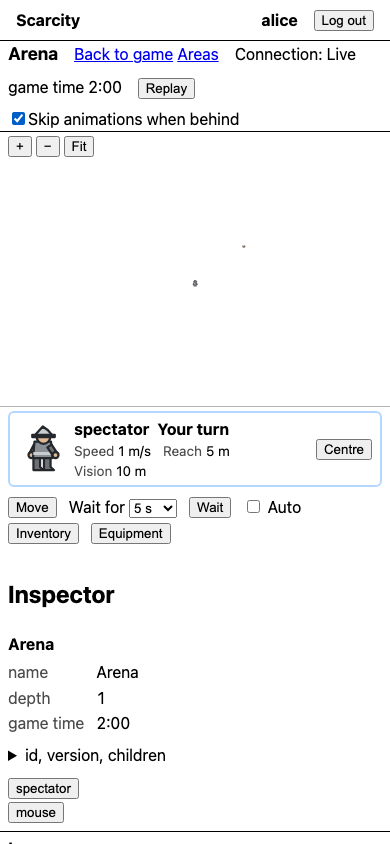 Scarcity alice Log out
Arena Back to game Areas Connection: Live
game time 2:00 Replay
Skip animations when behind
+ − Fit
spectator Your turn
Speed 1 m/s Reach 5 m
Centre
Vision 10 m
Move Wait for 5 s Wait Auto
Inventory Equipment
Inspector
Arena
name Arena
depth 1
game time 2:00
▶ id, version, children
spectator
mouse